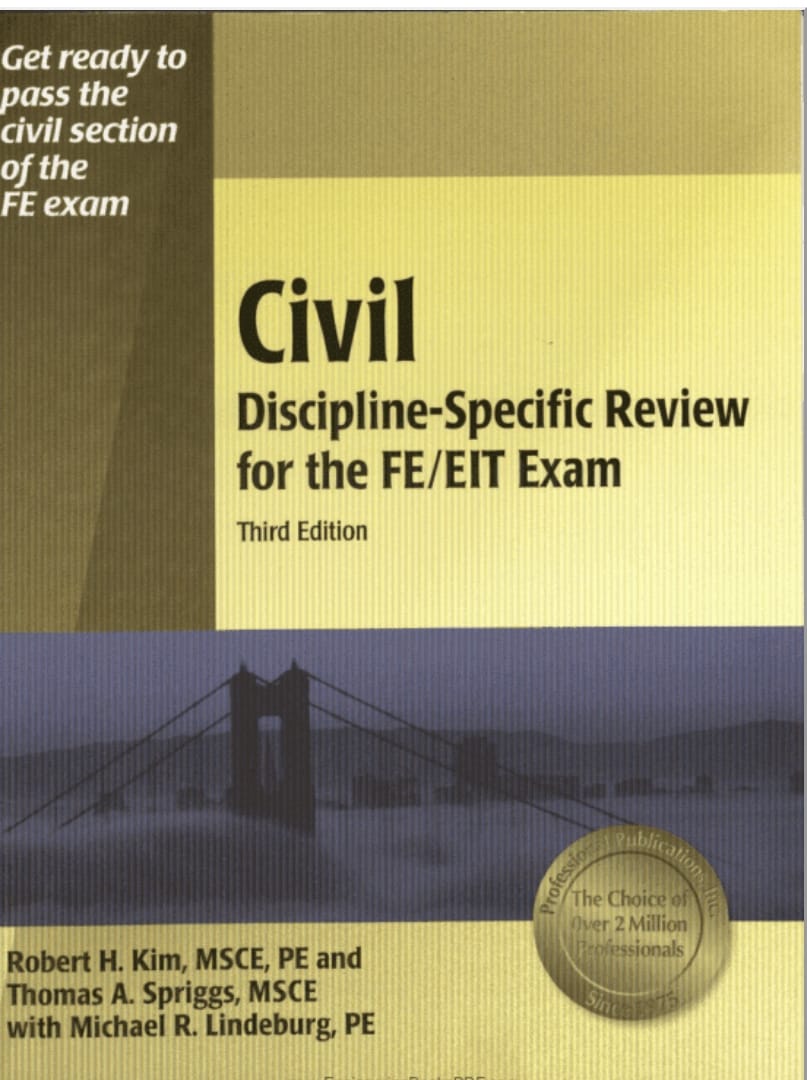 Get ready to
pass the
civil section
of the
FE exam
Civil
Discipline-Specific Review
for the FE/EIT Exam
Third Edition
Professional Publications, Inc.
The Choice of
Over 2 Million
Professionals
Since 1975
Robert H. Kim, MSCE, PE and
Thomas A. Spriggs, MSCE
with Michael R. Lindeburg, PE